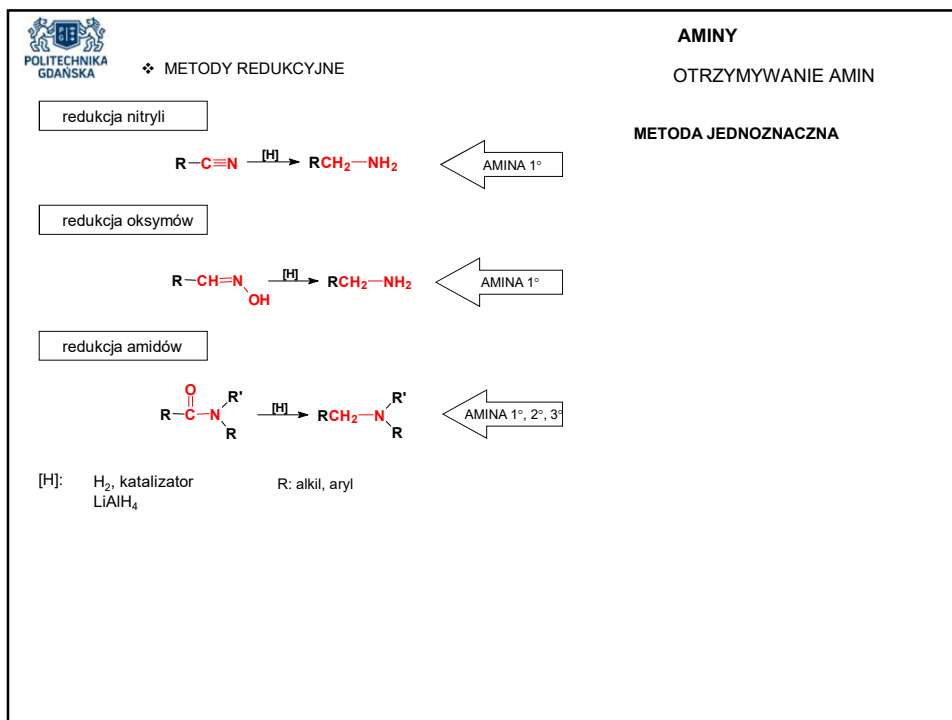 POLITECHNIKA
GDAŃSKA
❖ METODY REDUKCYJNE
AMINY
OTRZYMYWANIE AMIN
METODA JEDNOZNACZNA
redukcja nitryli
R–C≡N [H] RCH₂–NH₂
AMINA 1°
redukcja oksymów
R–CH=N [H] RCH₂–NH₂
OH
AMINA 1°
redukcja amidów
O
R' R'
R–C–N [H] RCH₂–N
R R
AMINA 1°, 2°, 3°
[H]: H₂, katalizator R: alkil, aryl
LiAlH₄